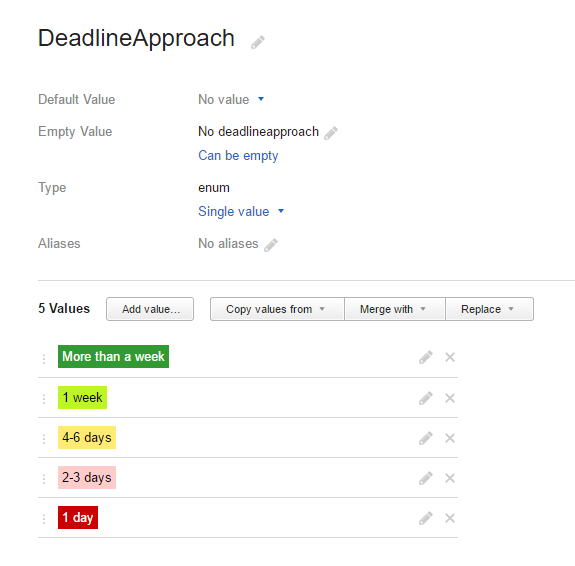 DeadlineApproach
Default Value No value
Empty Value No deadlineapproach
Can be empty
Type enum
Single value
Aliases No aliases
5 Values Add value... Copy values from Merge with Replace
More than a week
1 week
4-6 days
2-3 days
1 day